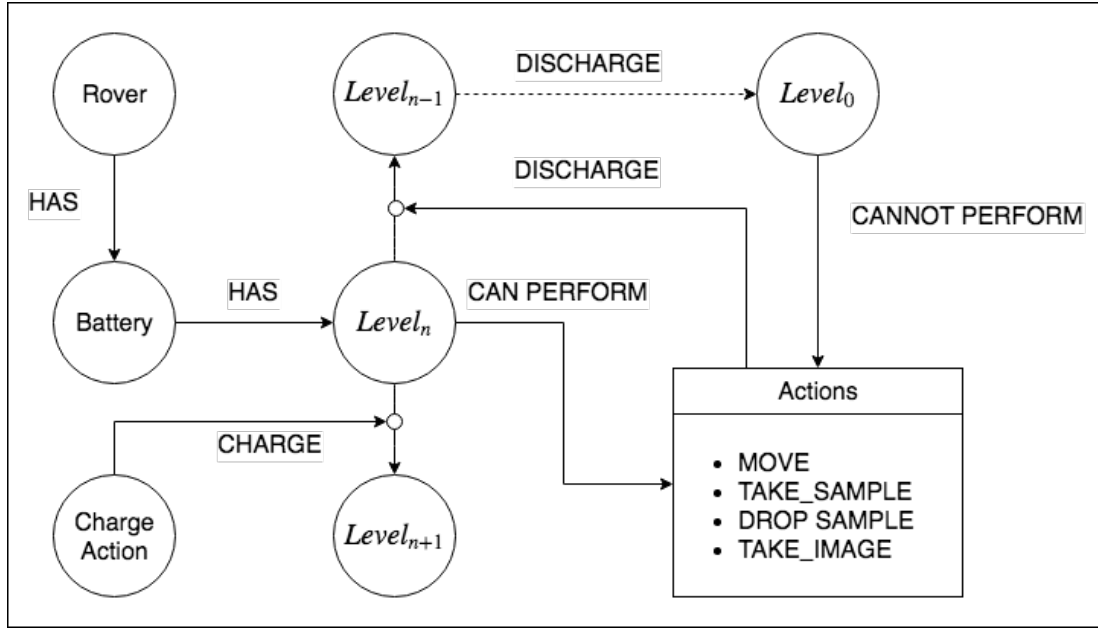 Rover
Level_{n-1}
DISCHARGE
Level_0
DISCHARGE
HAS
CANNOT PERFORM
Battery
HAS
Level_n
CAN PERFORM
Actions
CHARGE
• MOVE
• TAKE_SAMPLE
• DROP SAMPLE
• TAKE_IMAGE
Charge
Action
Level_{n+1}